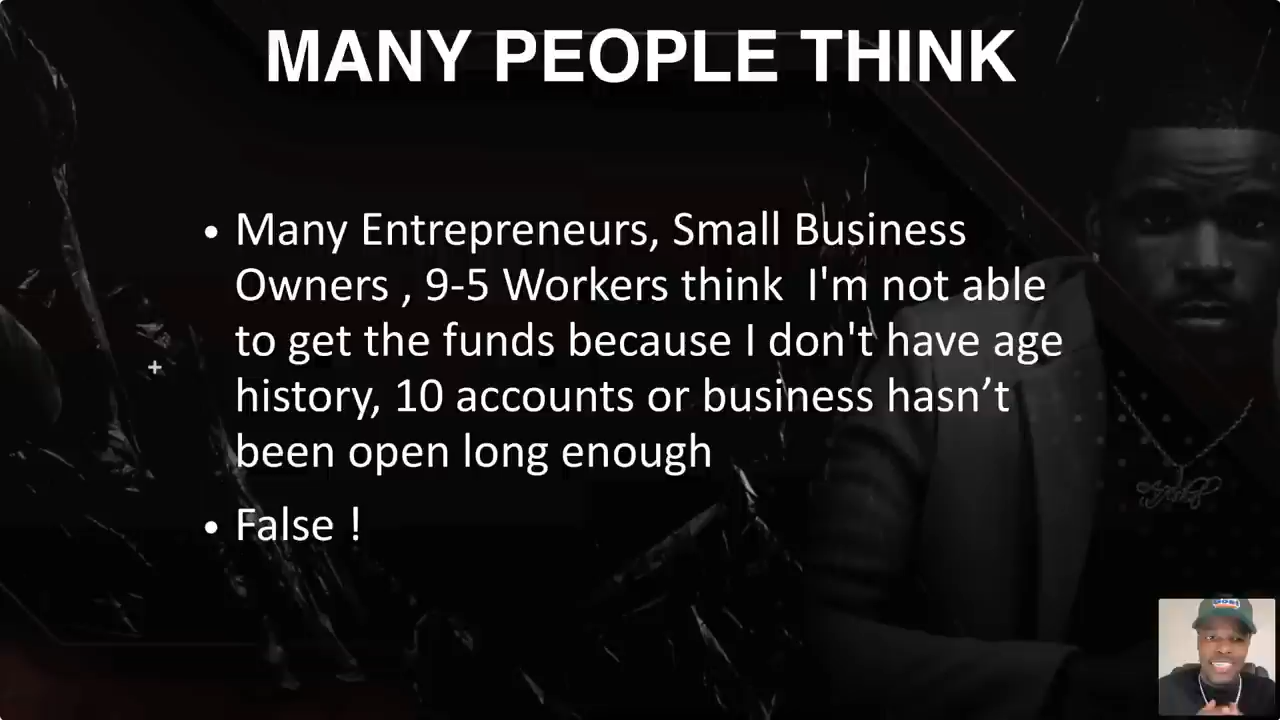 MANY PEOPLE THINK
• Many Entrepreneurs, Small Business
Owners , 9-5 Workers think  I'm not able
to get the funds because I don't have age
history, 10 accounts or business hasn’t
been open long enough
• False !